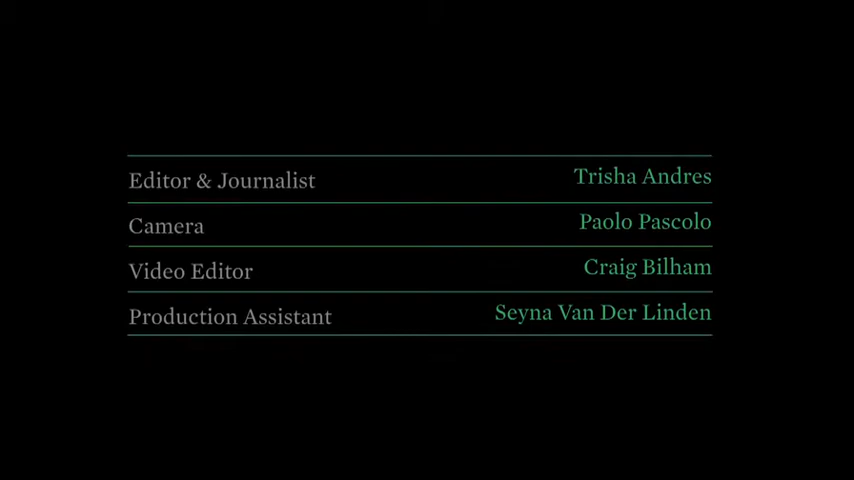 Editor & Journalist Trisha Andres
Camera Paolo Pascolo
Video Editor Craig Bilham
Production Assistant Seyna Van Der Linden